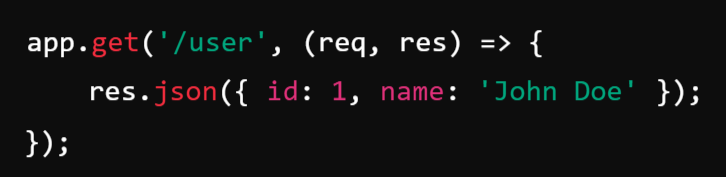 app.get('/user', (req, res) => {
    res.json({ id: 1, name: 'John Doe' });
});